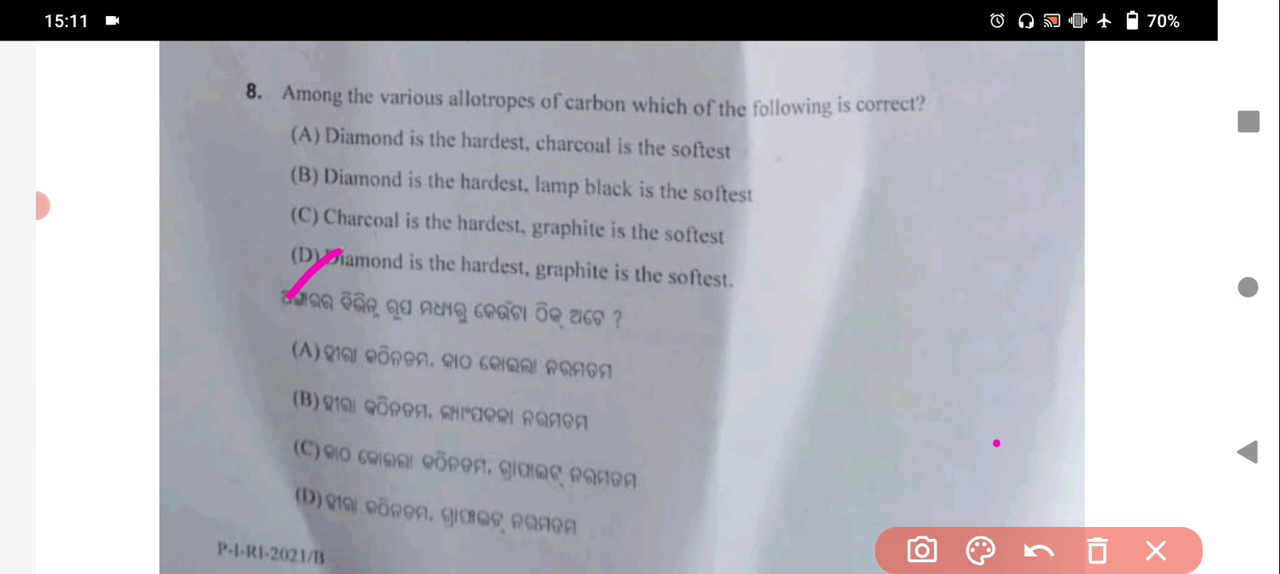 15:11
70%
8. Among the various allotropes of carbon which of the following is correct?
(A) Diamond is the hardest, charcoal is the softest
(B) Diamond is the hardest, lamp black is the softest
(C) Charcoal is the hardest, graphite is the softest
(D) Diamond is the hardest, graphite is the softest.
ଅଙ୍ଗାରର ବିଭିନ୍ନ ରୂପ ମଧ୍ୟରୁ କେଉଁଟା ଠିକ୍ ଅଟେ ?
(A) ହୀରା କଠିନତମ, କାଠ କୋଇଲା ନରମତମ
(B) ହୀରା କଠିନତମ, ଲ୍ୟାଂପକଳା ନରମତମ
(C) କାଠ କୋଇଲା କଠିନତମ, ଗ୍ରାଫାଇଟ୍ ନରମତମ
(D) ହୀରା କଠିନତମ, ଗ୍ରାଫାଇଟ୍ ନରମତମ
P-I-RI-2021/B